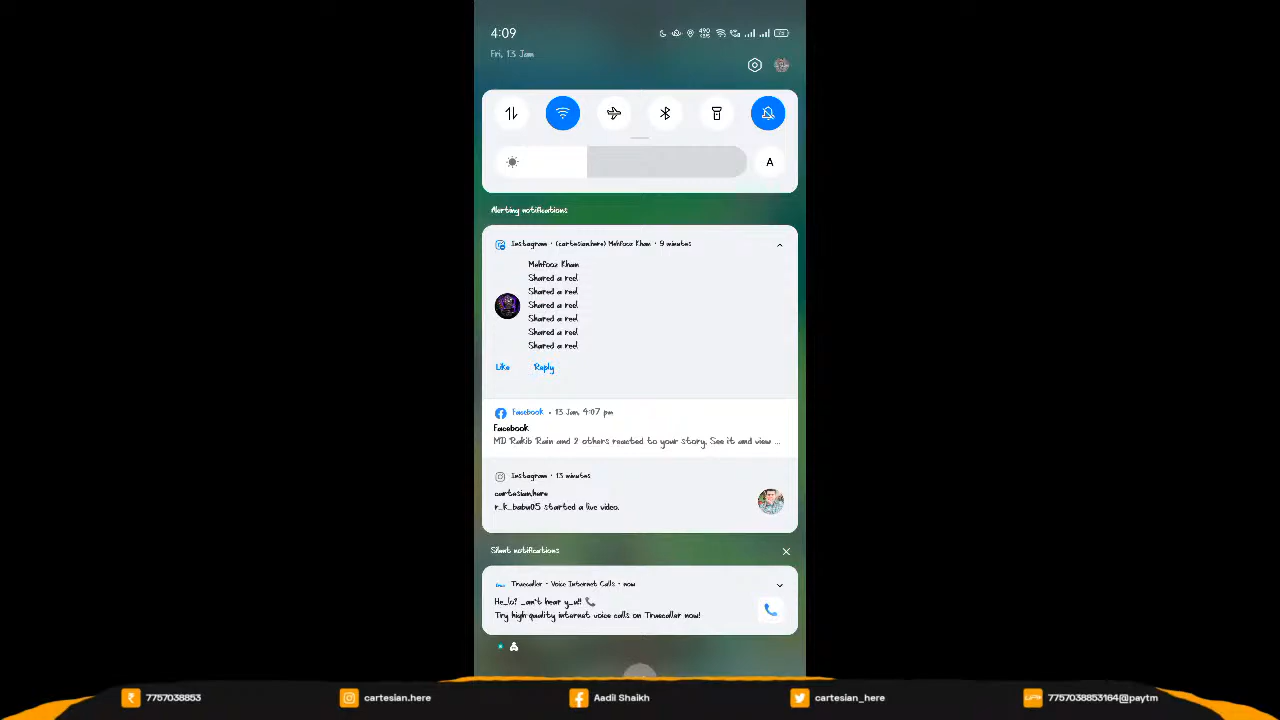 4:09
Fri, 13 Jan
A
Alerting notifications
Instagram • (cartesian.here) Mehfooz Khan • 9 minutes
Mehfooz Khan
Shared a reel
Shared a reel
Shared a reel
Shared a reel
Shared a reel
Shared a reel
Like Reply
Facebook • 13 Jan, 4:07 pm
Facebook
MD Rakib Rain and 2 others reacted to your story. See it and view ...
Instagram • 13 minutes
cartesian.here
r_k_babu05 started a live video.
Silent notifications
Truecaller • Voice Internet Calls • now
He_lo? _an't hear y_u!! 📞
Try high-quality internet voice calls on Truecaller now!
7757038853 cartesian.here Aadil Shaikh cartesian_here 7757038853164@paytm